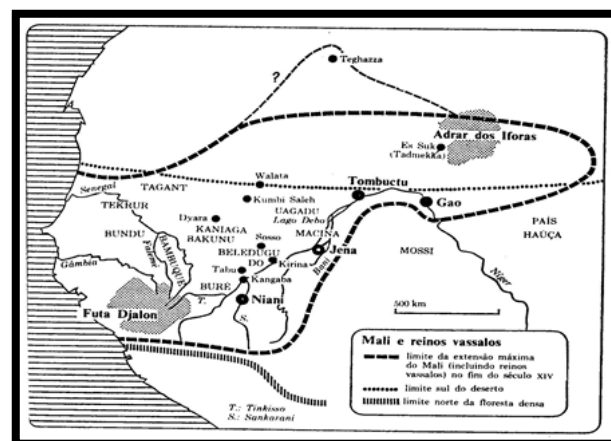 Teghazza
?
Adrar dos Iforas
Es Suk
(Tadmekka)
Walata
Tombuctu
Gao
Senegal
TAGANT
Kumbi Saleh
TEKRUR
Dyara
UAGADU
Lago Debo
KANIAGA
MACINA
PAÍS
HAÚÇA
BUNDU
BAKUNU
Sosso
BAMBUQUE
Falemé
BELEDUGU
Jena
MOSSI
DO
Kirina
Bani
Gâmbia
Tabu
Kangaba
BURÉ
Níger
T.
Niani
500 km
Futa Djalon
S.
Mali e reinos vassalos
limite da extensão máxima
do Mali (incluindo reinos
vassalos) no fim do século XIV
limite sul do deserto
limite norte da floresta densa
T.: Tinkisso
S.: Sankarani